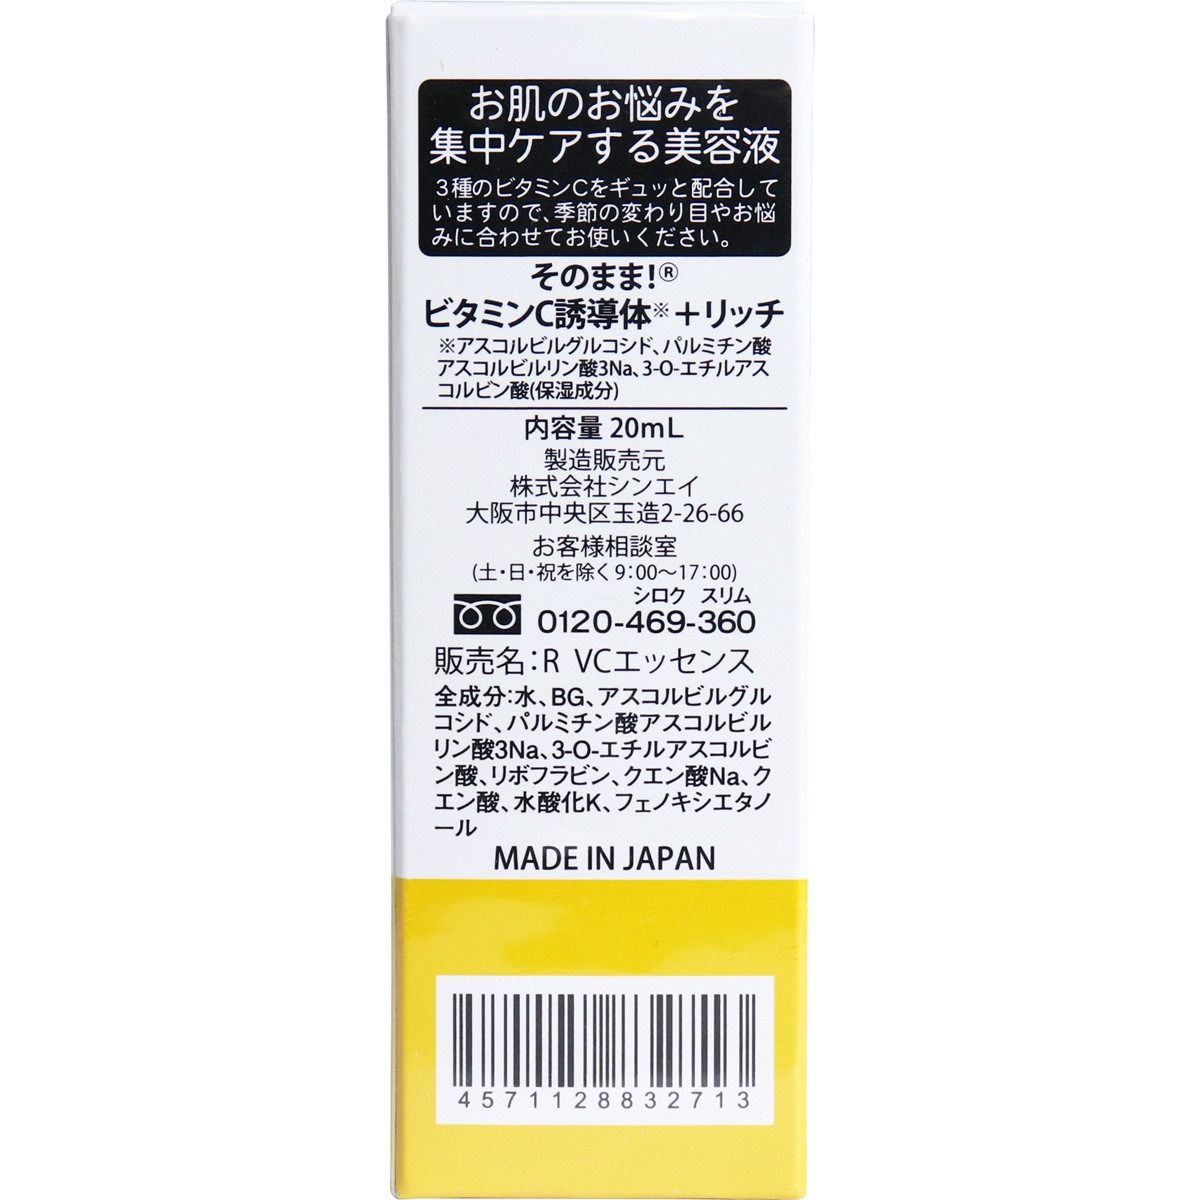 お肌のお悩みを
集中ケアする美容液
3種のビタミンCをギュッと配合して
いますので、季節の変わり目やお悩
みに合わせてお使いください。
そのまま!®
ビタミンC誘導体※＋リッチ
※アスコルビルグルコシド、パルミチン酸
アスコルビルリン酸3Na、3-O-エチルアス
コルビン酸(保湿成分)
内容量 20mL
製造販売元
株式会社シンエイ
大阪市中央区玉造2-26-66
お客様相談室
(土・日・祝を除く9:00〜17:00)
シロク スリム
0120-469-360
販売名：R VCエッセンス
全成分：水、BG、アスコルビルグル
コシド、パルミチン酸アスコルビル
リン酸3Na、3-O-エチルアスコルビ
ン酸、リボフラビン、クエン酸Na、ク
エン酸、水酸化K、フェノキシエタノ
ール
MADE IN JAPAN
4571128832713